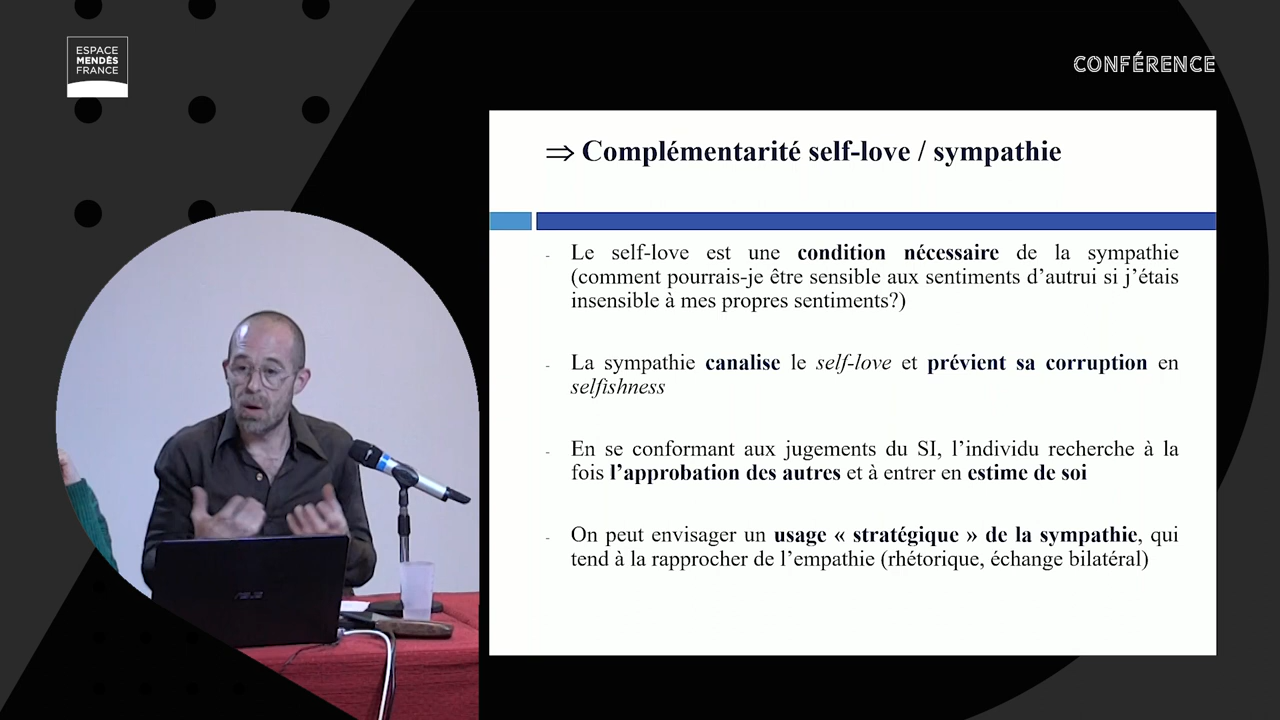 ESPACE
MENDÈS
FRANCE
CONFÉRENCE
⇒ Complémentarité self-love / sympathie
- Le self-love est une condition nécessaire de la sympathie
(comment pourrais-je être sensible aux sentiments d’autrui si j’étais
insensible à mes propres sentiments?)
- La sympathie canalise le self-love et prévient sa corruption en
selfishness
- En se conformant aux jugements du SI, l’individu recherche à la
fois l’approbation des autres et à entrer en estime de soi
- On peut envisager un usage « stratégique » de la sympathie, qui
tend à la rapprocher de l’empathie (rhétorique, échange bilatéral)
ASUS